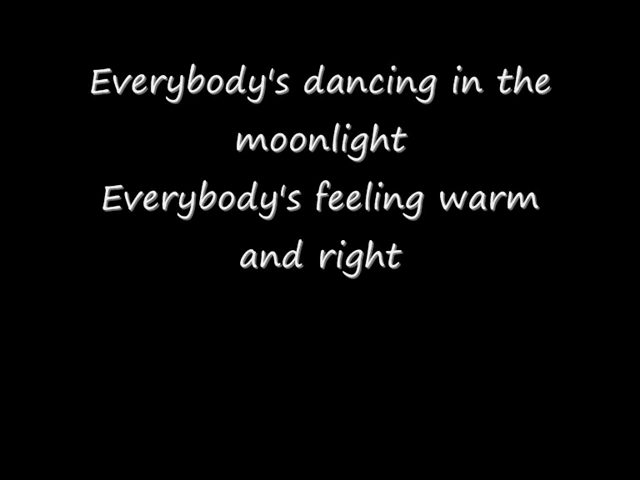 Everybody's dancing in the
moonlight
Everybody's feeling warm
and right